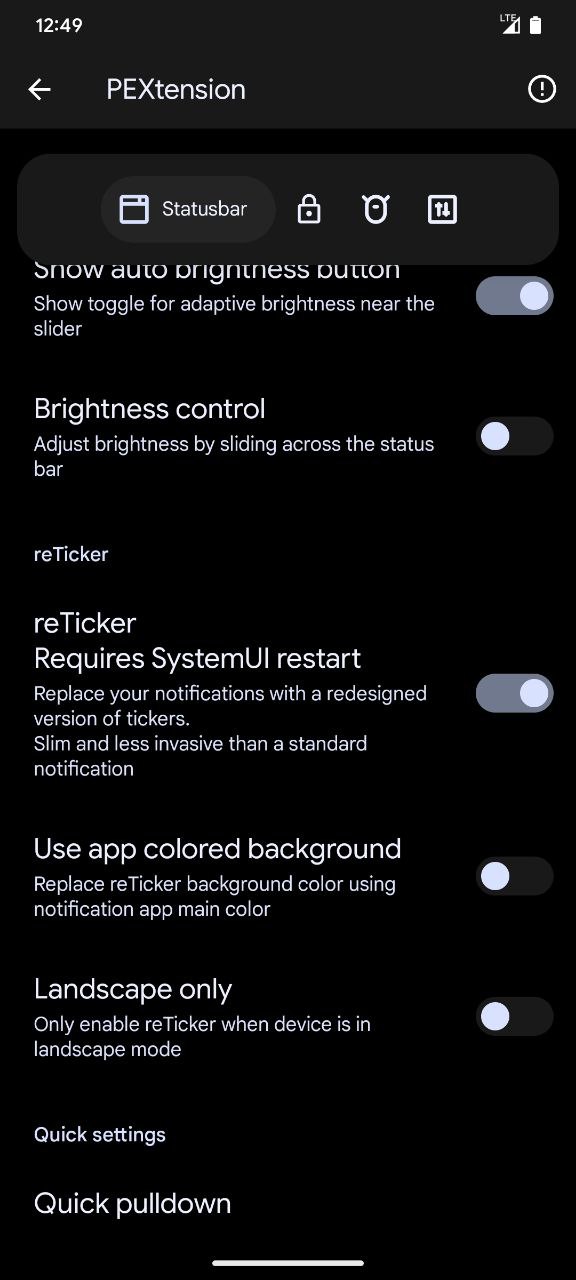 12:49
LTE
PEXtension
Statusbar
Show auto brightness button
Show toggle for adaptive brightness near the
slider
Brightness control
Adjust brightness by sliding across the status
bar
reTicker
reTicker
Requires SystemUI restart
Replace your notifications with a redesigned
version of tickers.
Slim and less invasive than a standard
notification
Use app colored background
Replace reTicker background color using
notification app main color
Landscape only
Only enable reTicker when device is in
landscape mode
Quick settings
Quick pulldown